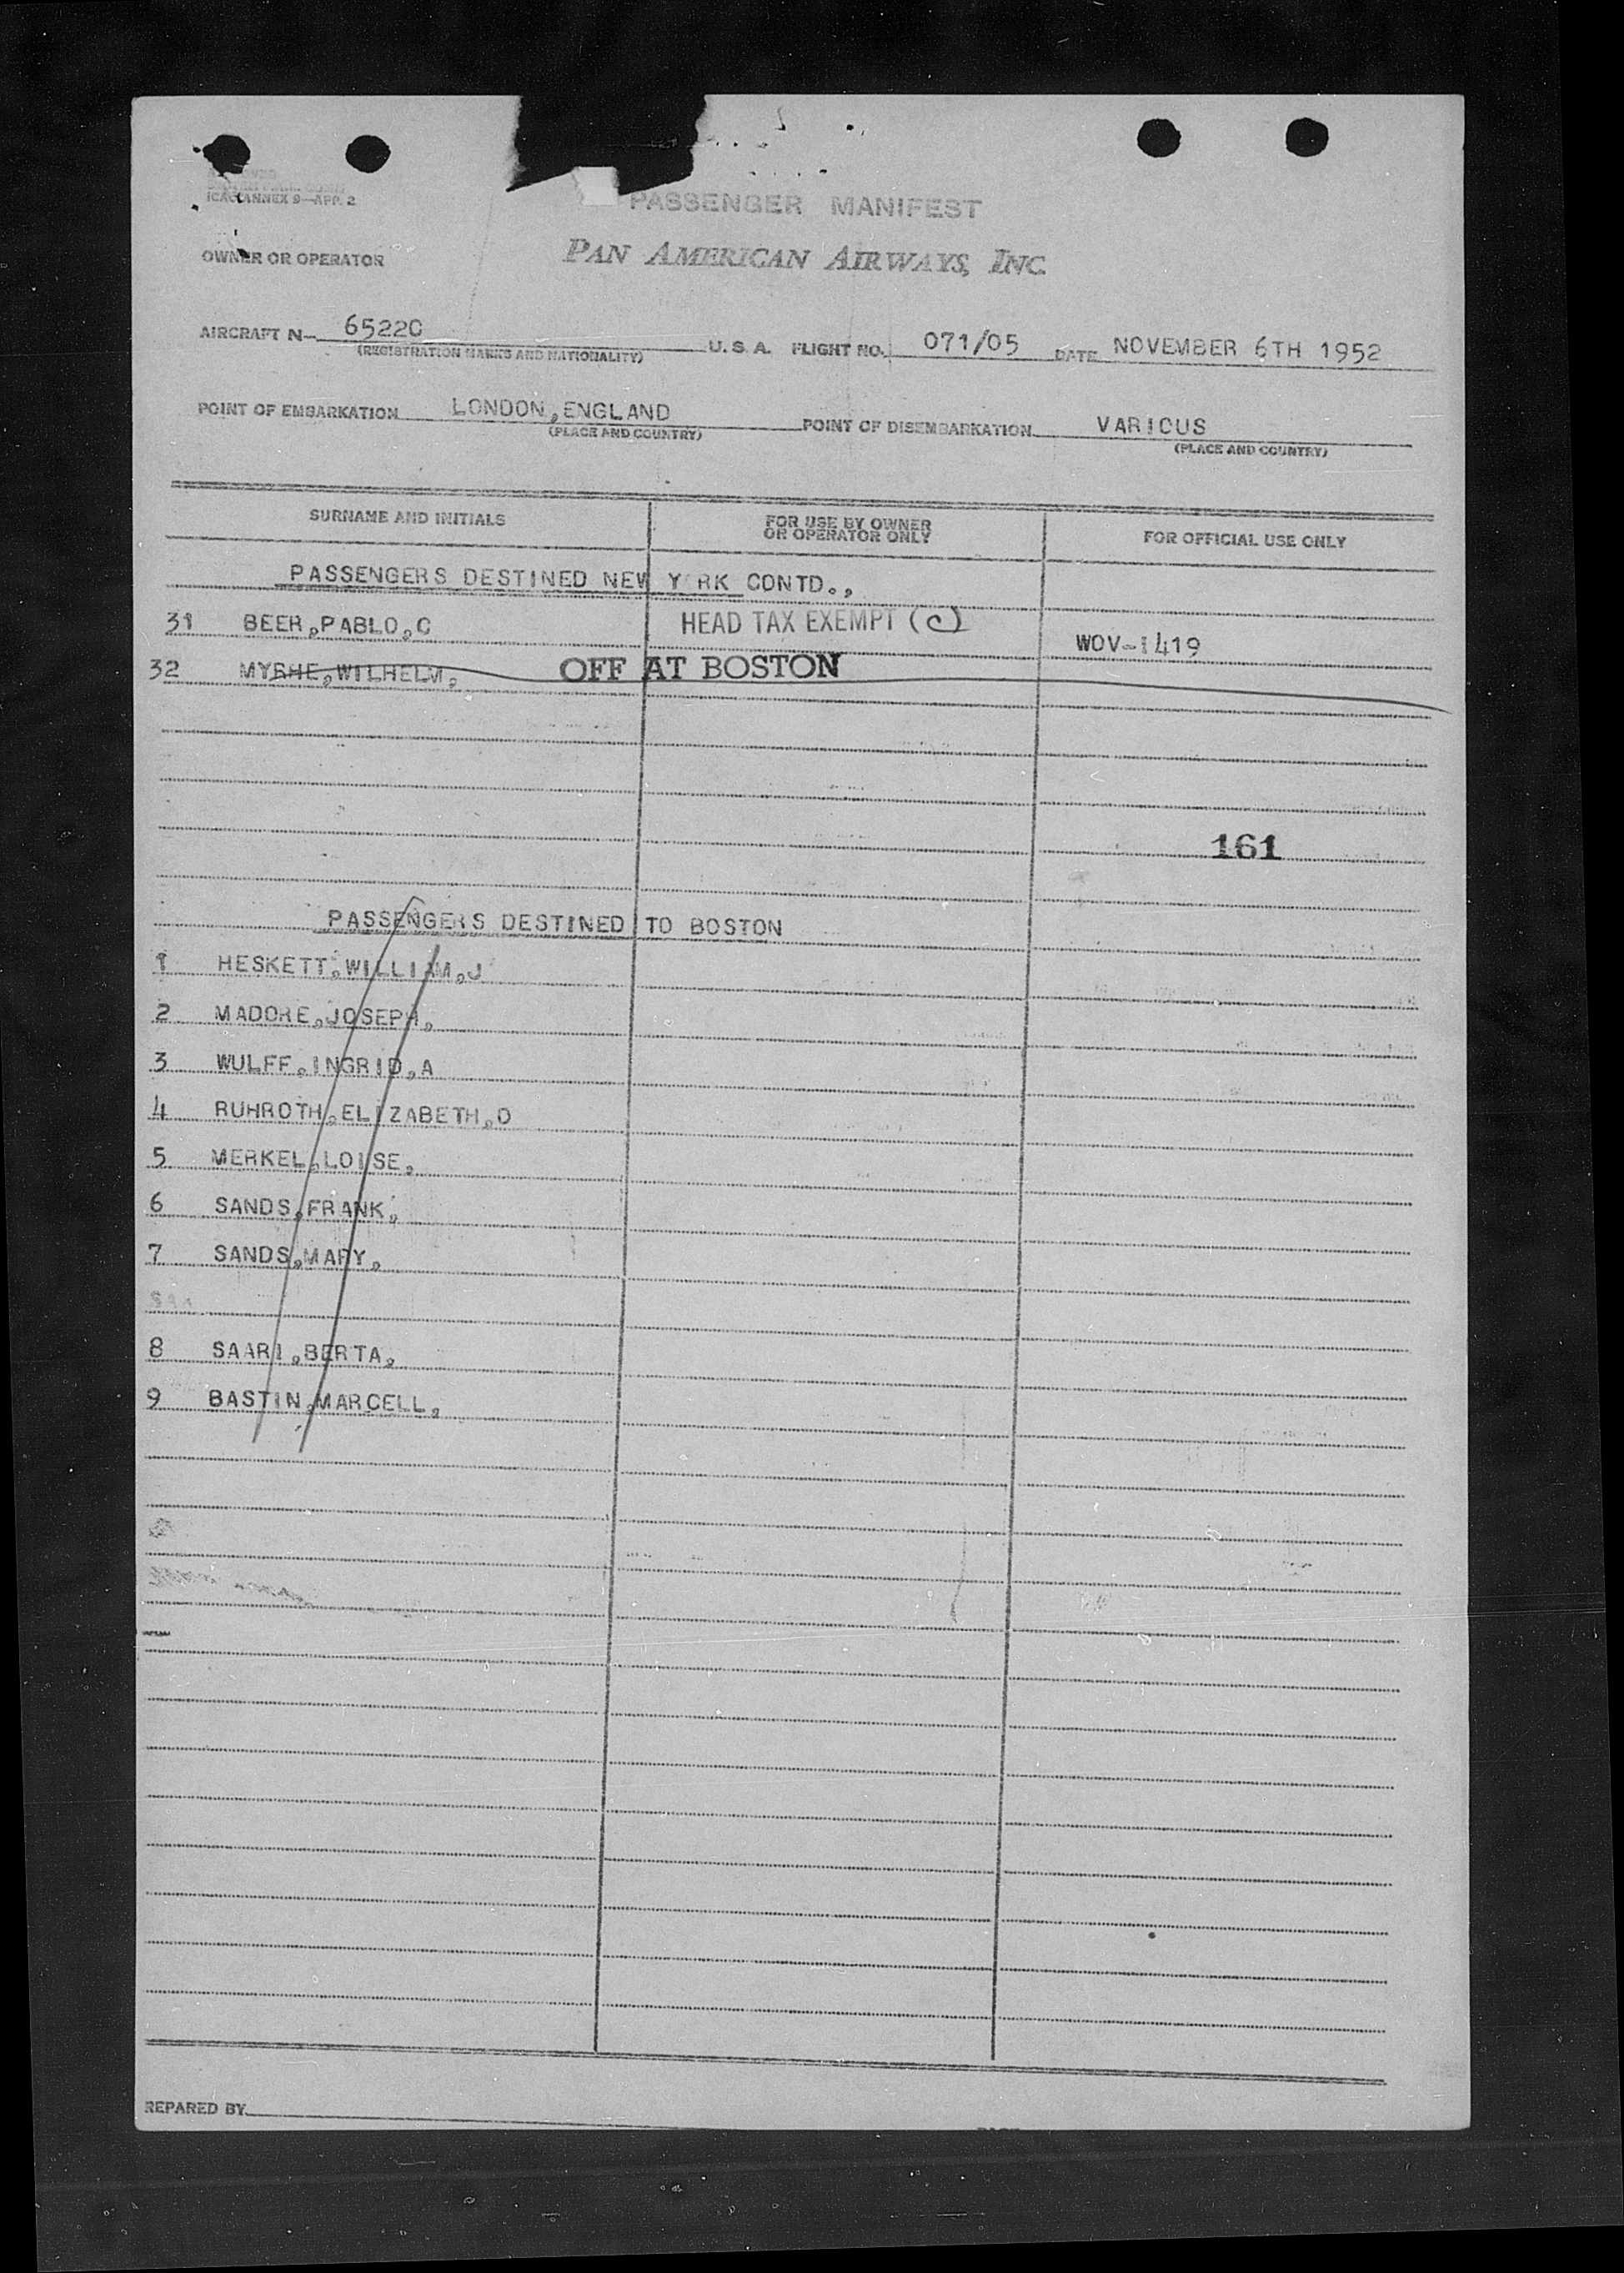 ICAO ANNEX 9—APP. 2
PASSENGER MANIFEST
OWNER OR OPERATOR PAN AMERICAN AIRWAYS, INC.
AIRCRAFT N— 65220 U. S. A. FLIGHT NO. 071/05 DATE NOVEMBER 6TH 1952
(REGISTRATION MARKS AND NATIONALITY)
POINT OF EMBARKATION LONDON,ENGLAND POINT OF DISEMBARKATION VARIOUS
(PLACE AND COUNTRY) (PLACE AND COUNTRY)
SURNAME AND INITIALS FOR USE BY OWNER OR OPERATOR ONLY FOR OFFICIAL USE ONLY
PASSENGERS DESTINED NEW YORK CONTD.,
31 BEER,PABLO,C HEAD TAX EXEMPT (C) WOV-1419
32 MYRHE,WILHELM, OFF AT BOSTON
161
PASSENGERS DESTINED TO BOSTON
1 HESKETT,WILLIAM,J
2 MADORE,JOSEPH,
3 WULFF,INGRID,A
4 RUHROTH,ELIZABETH,O
5 MERKEL,LOISE,
6 SANDS,FRANK,
7 SANDS,MARY,
8 SAARI,BERTA,
9 BASTIN,MARCELL,
REPARED BY